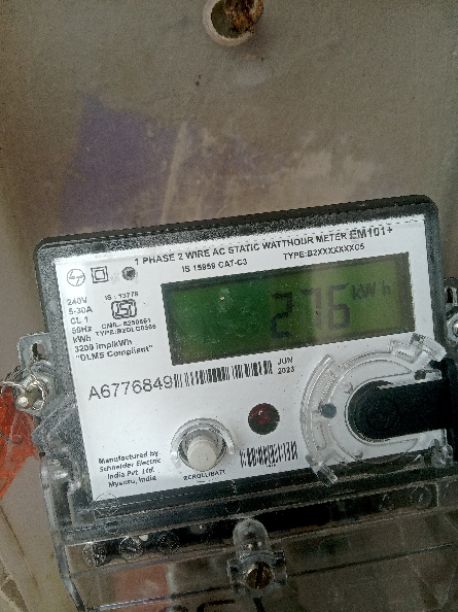 1 PHASE 2 WIRE AC STATIC WATTHOUR METER EM101+
IS 15959 CAT-C3 TYPE:B2XXXXXXX05
240V
5-30A
CL 1
50Hz
kWh
3200 imp/kWh
"DLMS Compliant"
IS : 13779
276 kWh
A6776849
JUN
2023
Manufactured by
Schneider Electric
India Pvt. Ltd.
Mysuru, India
SCROLL/BATT